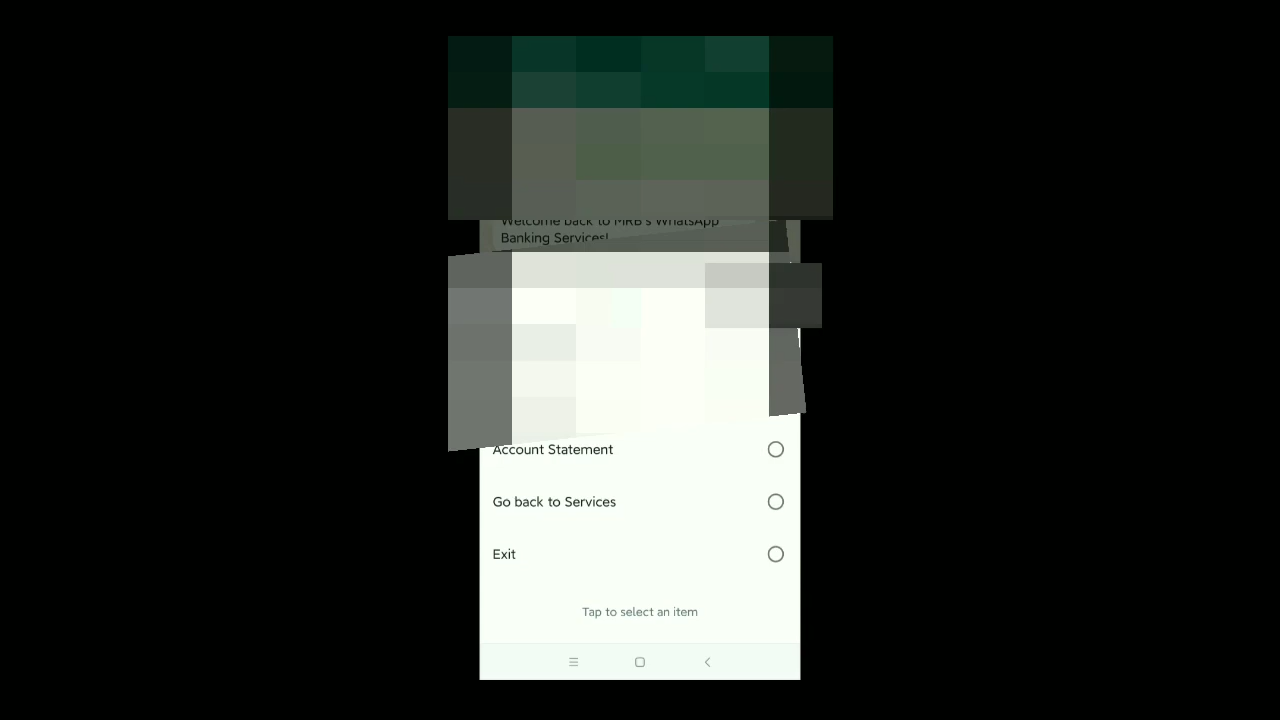 Welcome back to MRB's WhatsApp
Banking Services!
Account Statement
Go back to Services
Exit
Tap to select an item